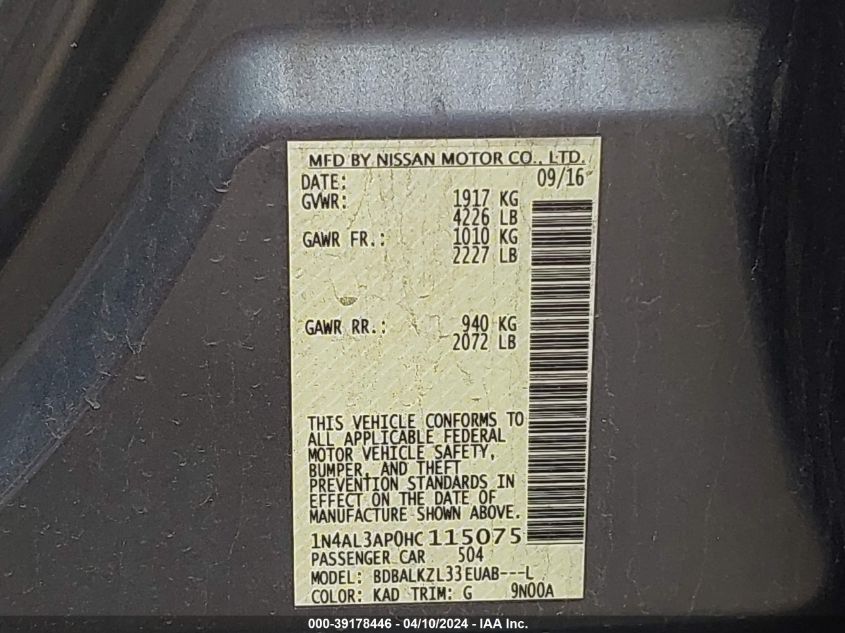 MFD BY NISSAN MOTOR CO., LTD.
DATE: 09/16
GVWR: 1917 KG
4226 LB
GAWR FR.: 1010 KG
2227 LB
GAWR RR.: 940 KG
2072 LB
THIS VEHICLE CONFORMS TO
ALL APPLICABLE FEDERAL
MOTOR VEHICLE SAFETY,
BUMPER, AND THEFT
PREVENTION STANDARDS IN
EFFECT ON THE DATE OF
MANUFACTURE SHOWN ABOVE.
1N4AL3AP0HC115075
PASSENGER CAR 504
MODEL: BDBALKZL33EUAB---L
COLOR: KAD TRIM: G 9N00A
000-39178446 - 04/10/2024 - IAA Inc.